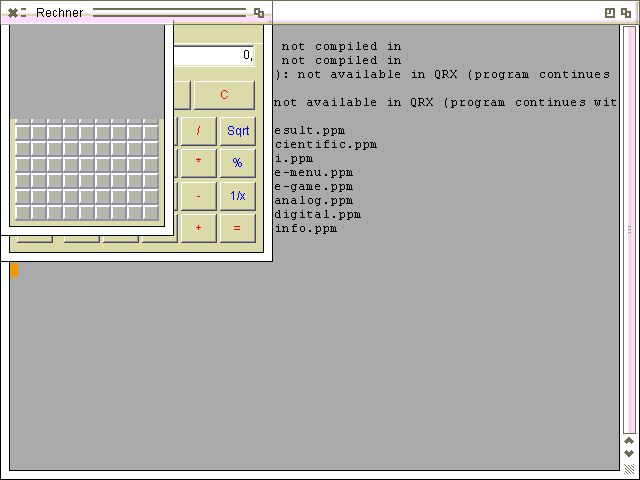 Rechner
not compiled in
0,
not compiled in
): not available in QRX (program continues
C
not available in QRX (program continues wit
/ Sqrt
esult.ppm
cientific.ppm
* %
i.ppm
e-menu.ppm
e-game.ppm
- 1/x
analog.ppm
digital.ppm
+ =
info.ppm